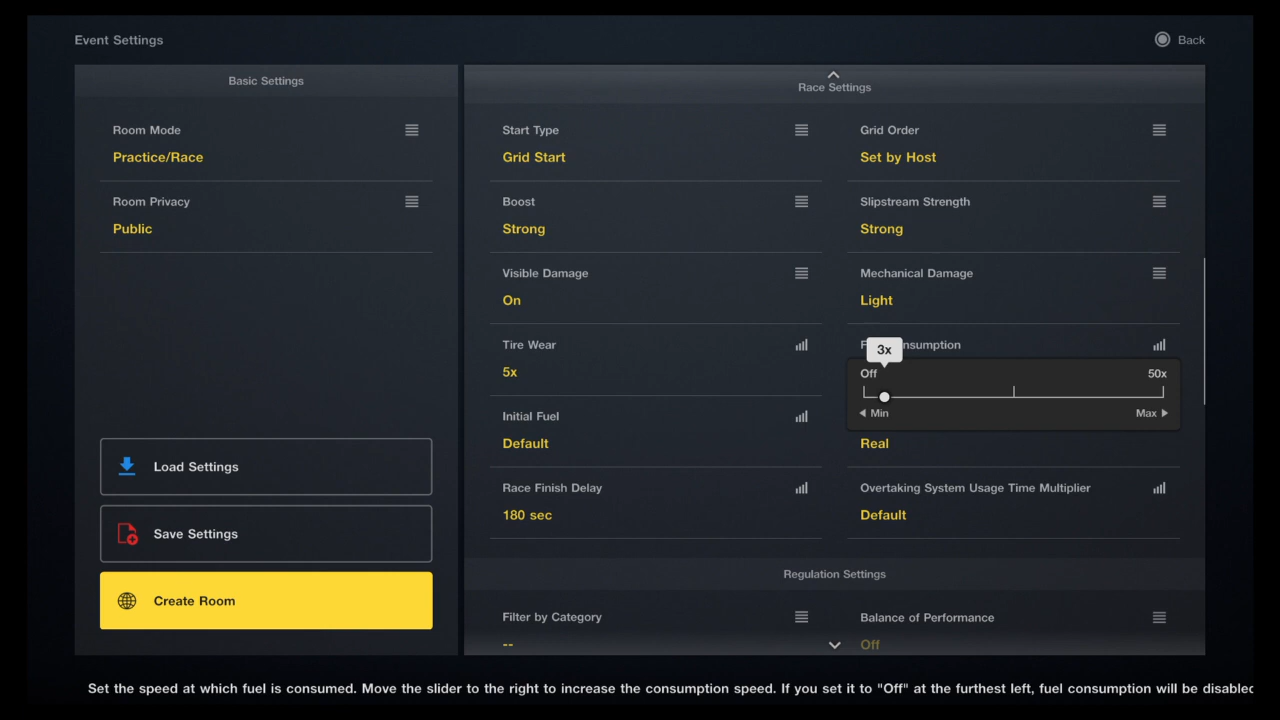 Event Settings
Back
Basic Settings
Room Mode
Practice/Race
Room Privacy
Public
Load Settings
Save Settings
Create Room
Race Settings
Start Type
Grid Start
Grid Order
Set by Host
Boost
Strong
Slipstream Strength
Strong
Visible Damage
On
Mechanical Damage
Light
Tire Wear
5x
3x
Off
50x
Min
Max
Initial Fuel
Default
Real
Race Finish Delay
180 sec
Overtaking System Usage Time Multiplier
Default
Regulation Settings
Filter by Category
--
Balance of Performance
Off
Set the speed at which fuel is consumed. Move the slider to the right to increase the consumption speed. If you set it to "Off" at the furthest left, fuel consumption will be disabled